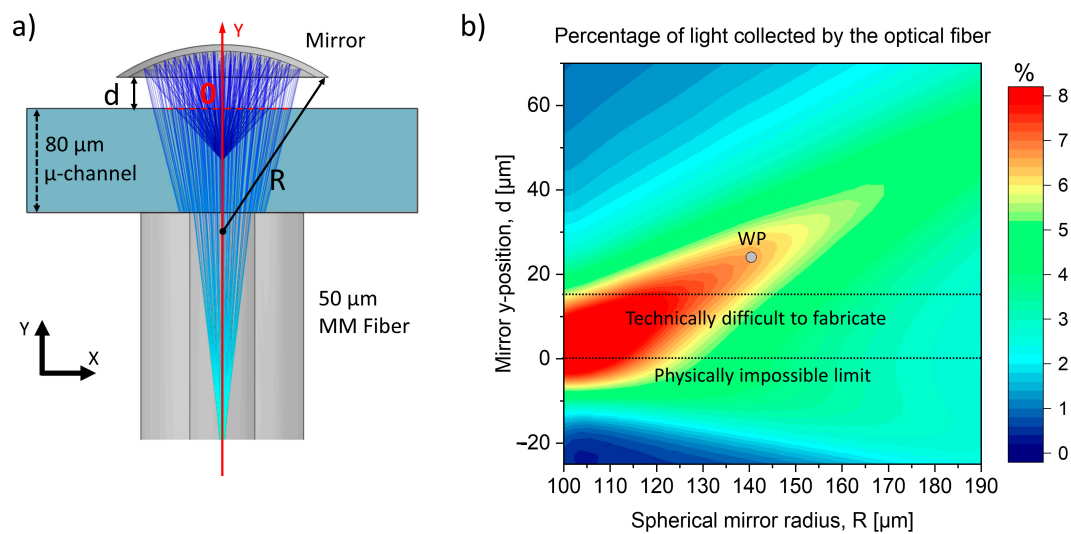 a)
Y
Mirror
d
0
80 µm
µ-channel
R
50 µm
MM Fiber
Y
X
b)
Percentage of light collected by the optical fiber
%
8
7
6
5
4
3
2
1
0
Mirror y-position, d [µm]
60
40
20
0
−20
WP
Technically difficult to fabricate
Physically impossible limit
100 110 120 130 140 150 160 170 180 190
Spherical mirror radius, R [µm]